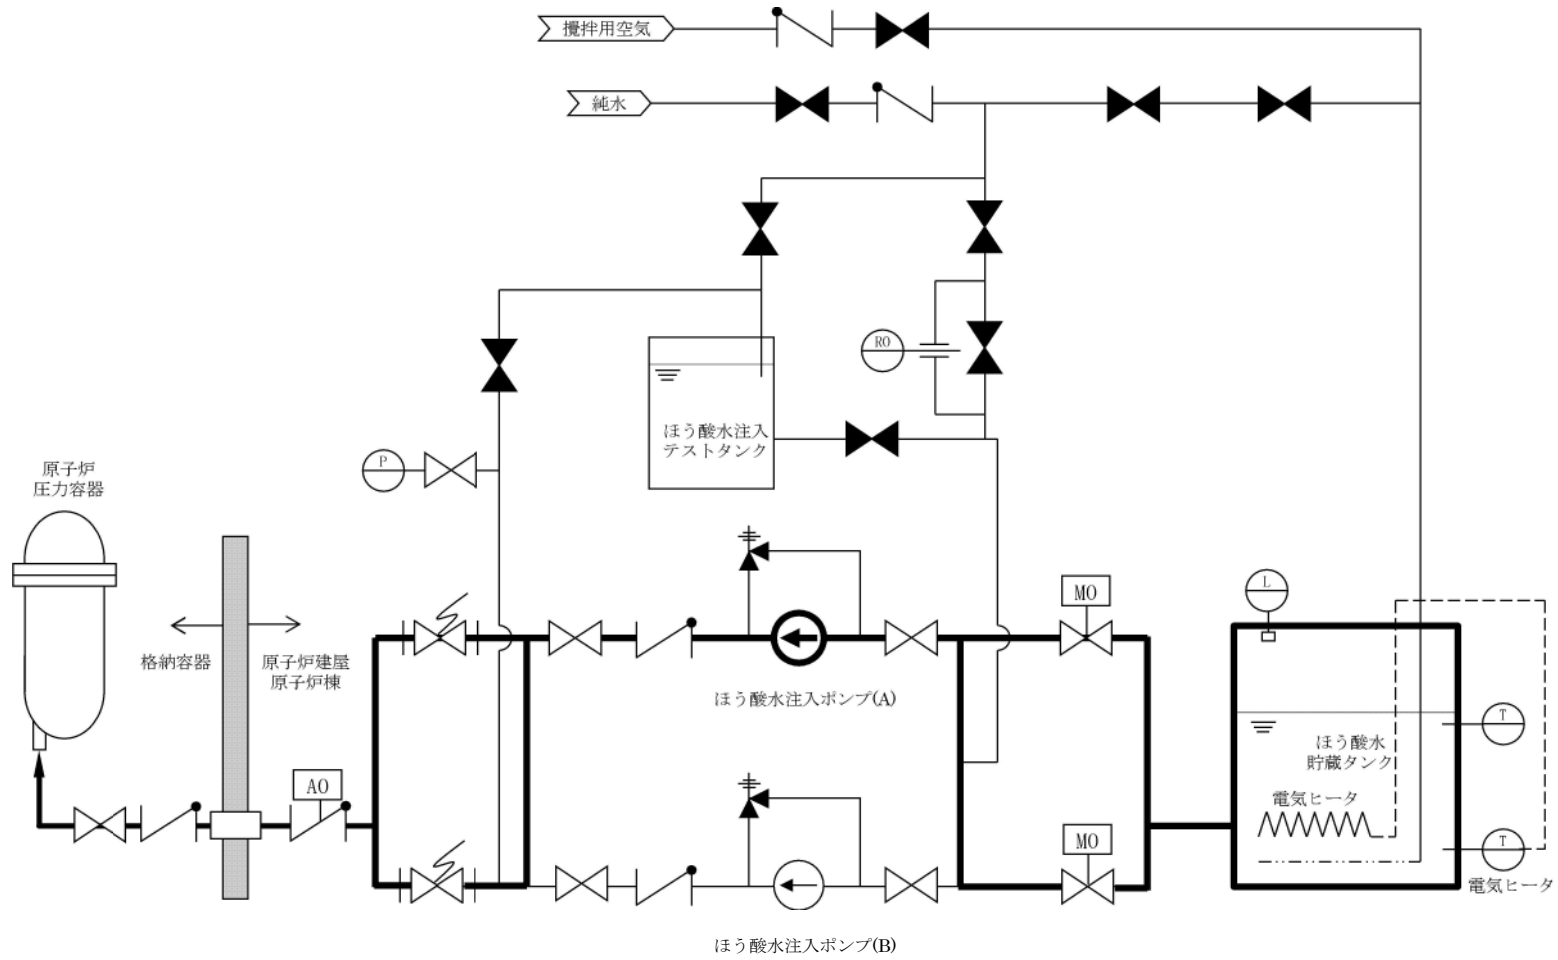 攪拌用空気
純水
RO
ほう酸水注入
テストタンク
P
原子炉
圧力容器
L
MO
格納容器
原子炉建屋
原子炉棟
ほう酸水注入ポンプ(A)
T
ほう酸水
貯蔵タンク
AO
電気ヒータ
MO
T
電気ヒータ
ほう酸水注入ポンプ(B)